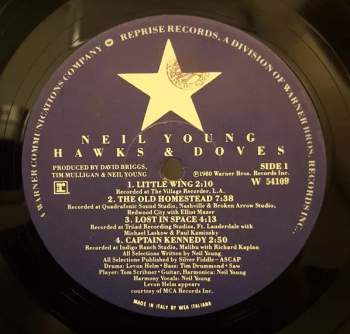 REPRISE RECORDS, A DIVISION OF WARNER BROS. RECORDS INC.
A WARNER COMMUNICATIONS COMPANY
NEIL YOUNG
HAWKS & DOVES
PRODUCED BY DAVID BRIGGS,
TIM MULLIGAN & NEIL YOUNG
SIDE 1
℗1980 Warner Bros. Records Inc.
W 54109
1. LITTLE WING 2:10
Recorded at The Village Recorder, L.A.
2. THE OLD HOMESTEAD 7:38
Recorded at Quadrafonic Sound Studio, Nashville & Broken Arrow Studio,
Redwood City with Elliot Mazer
3. LOST IN SPACE 4:13
Recorded at Triiad Recording Studios, Ft. Lauderdale with
Michael Laskow & Paul Kaminsky
4. CAPTAIN KENNEDY 2:50
Recorded at Indigo Ranch Studio, Malibu with Richard Kaplan
All Selections Written by Neil Young
All Selections Published by Silver Fiddle—ASCAP
Drums: Levon Helm · Base: Tim Drummond · Saw
Player: Tom Scribner · Guitar, Harmonica: Neil Young
Harmony Vocals: Neil Young
Levon Helm appears
courtesy of MCA Records Inc.
MADE IN ITALY BY WEA ITALIANA